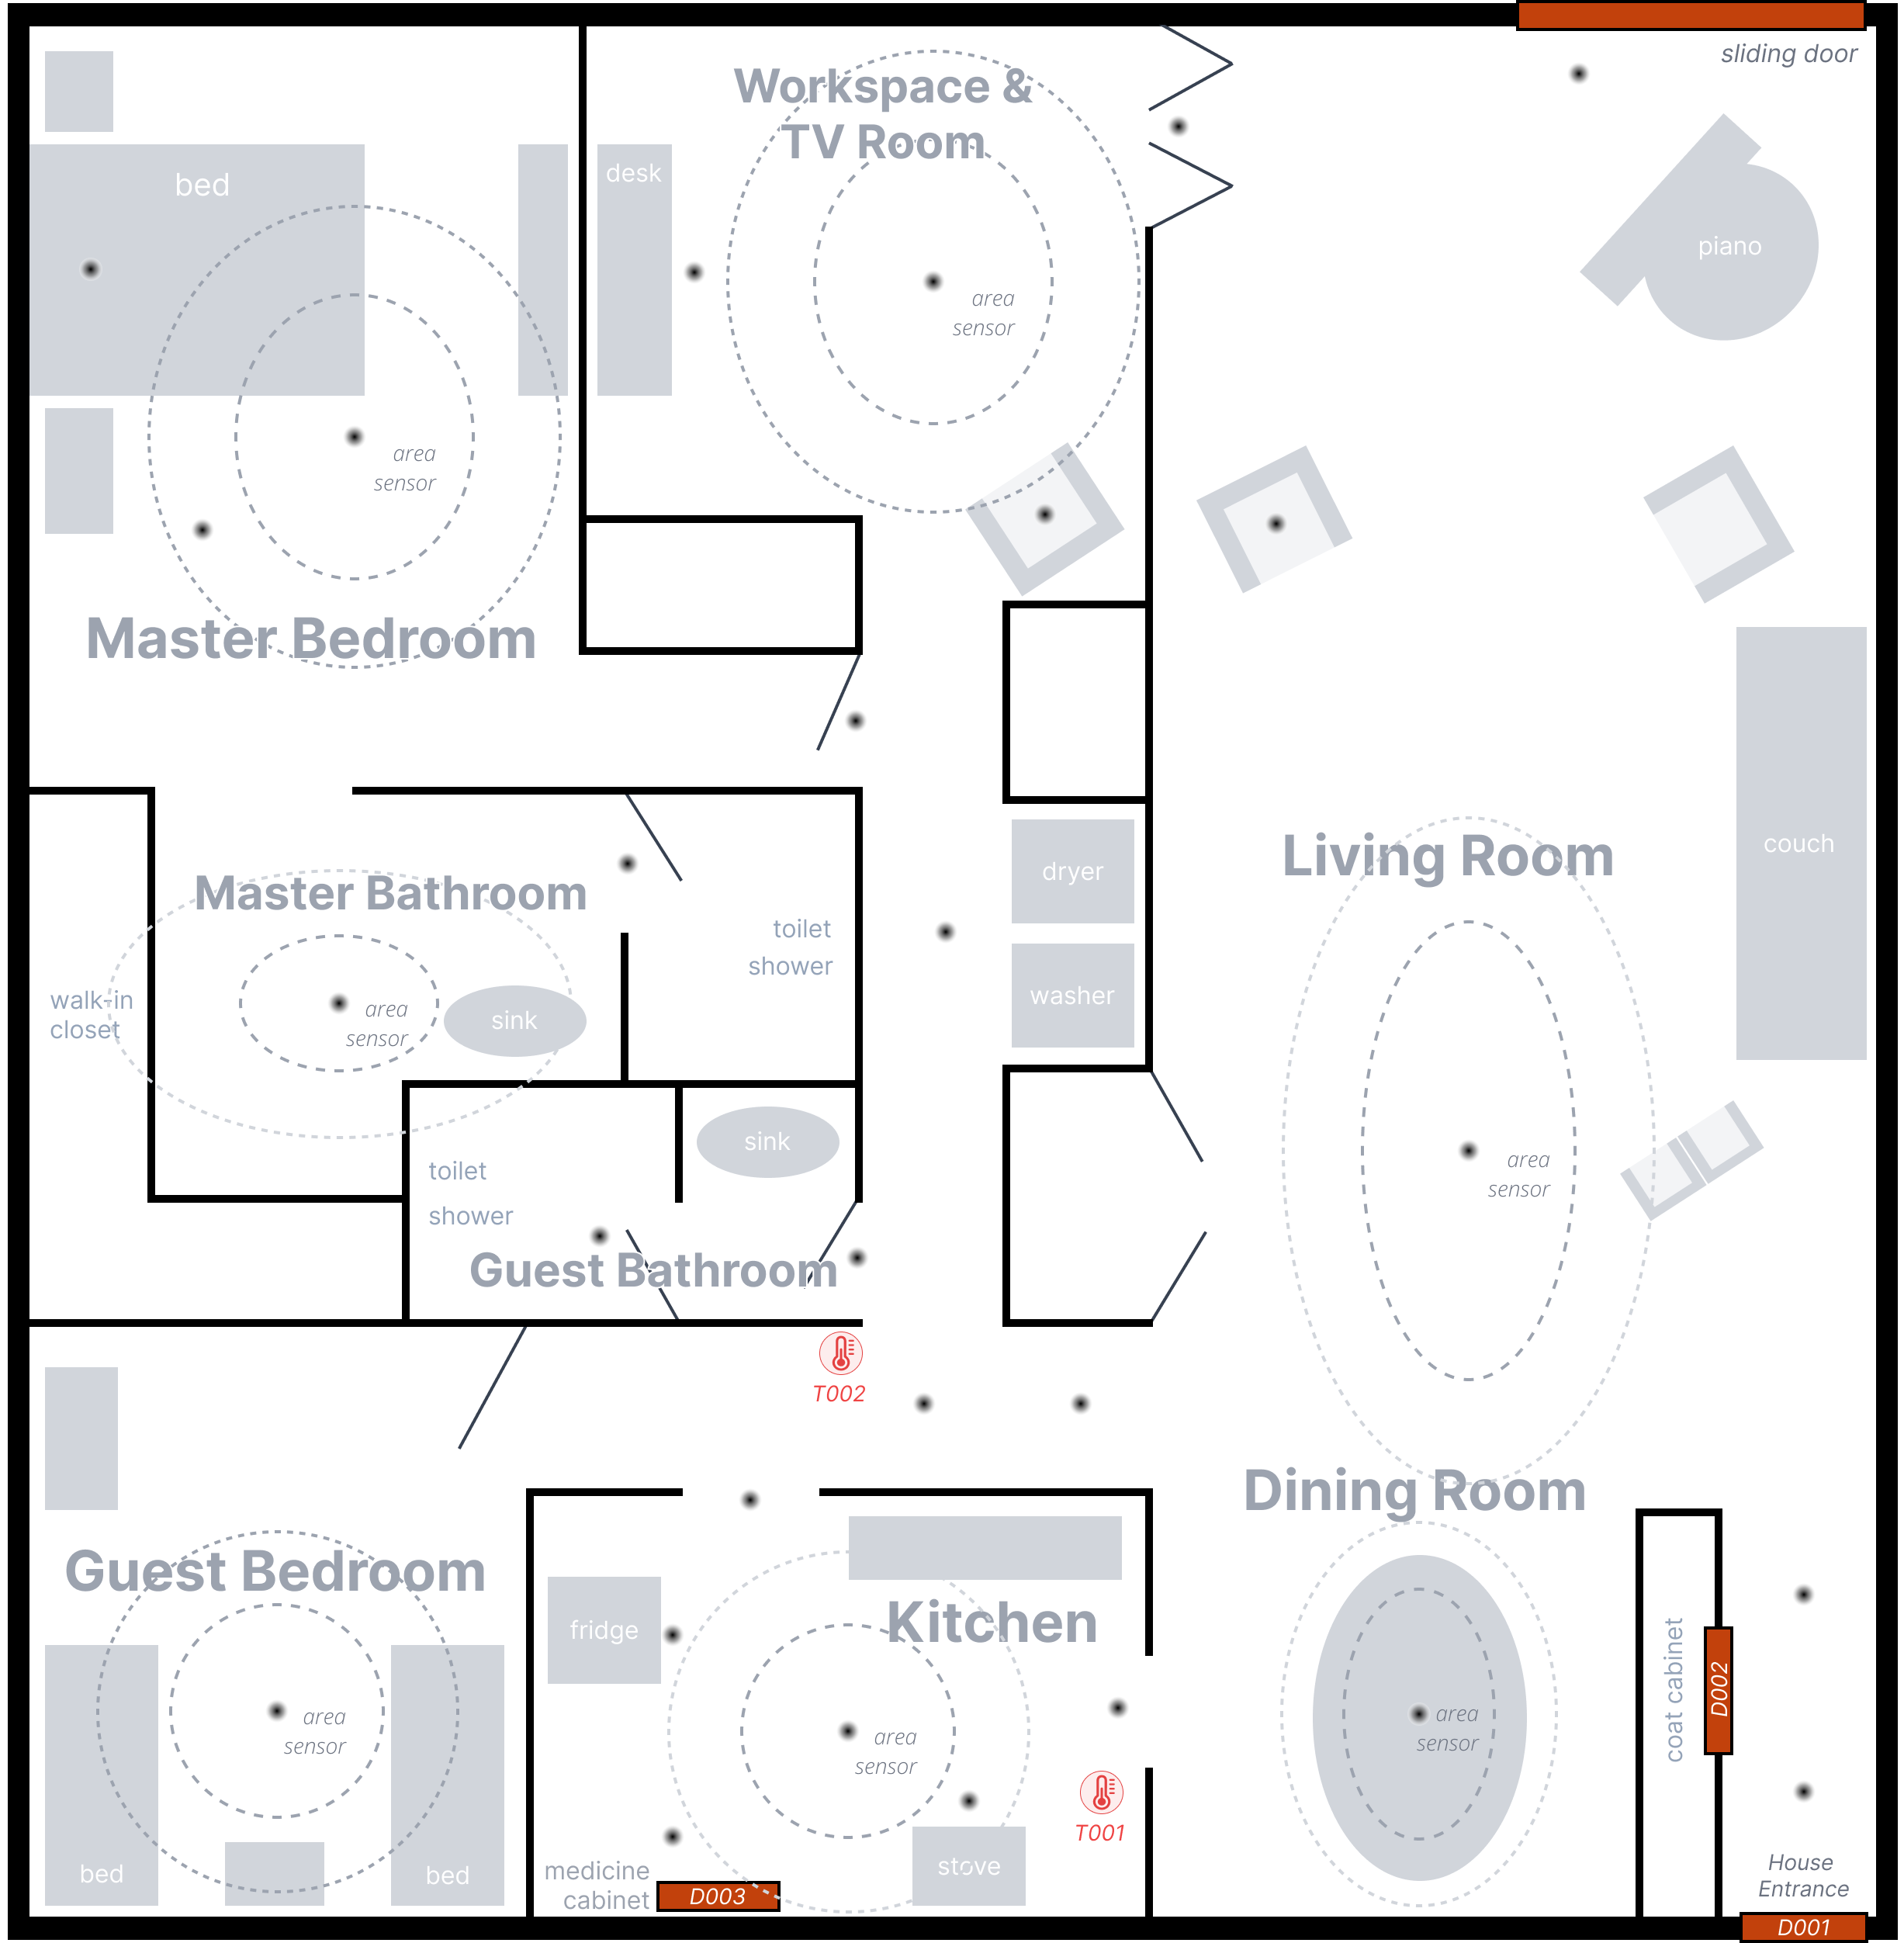 sliding door
Workspace &
TV Room
bed
desk
piano
area
sensor
area
sensor
Master Bedroom
Living Room
couch
dryer
Master Bathroom
toilet
shower
walk-in
closet
area
sensor
sink
washer
sink
toilet
shower
area
sensor
Guest Bathroom
T002
Dining Room
Guest Bedroom
fridge
Kitchen
coat cabinet
D002
area
sensor
area
sensor
area
sensor
T001
bed
bed
medicine
cabinet
D003
stove
House
Entrance
D001